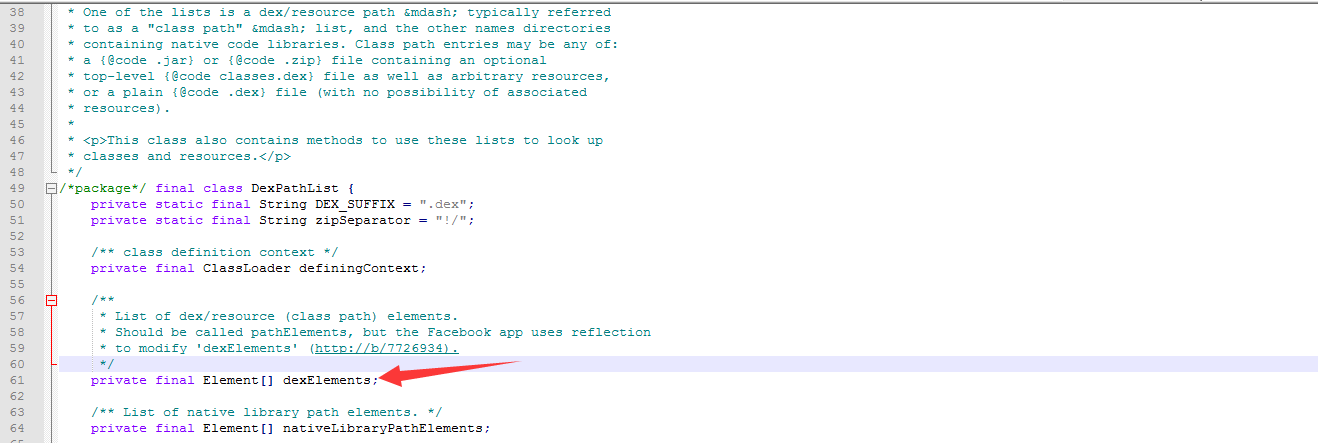 38 * One of the lists is a dex/resource path &mdash; typically referred
39 * to as a "class path" &mdash; list, and the other names directories
40 * containing native code libraries. Class path entries may be any of:
41 * a {@code .jar} or {@code .zip} file containing an optional
42 * top-level {@code classes.dex} file as well as arbitrary resources,
43 * or a plain {@code .dex} file (with no possibility of associated
44 * resources).
45 *
46 * <p>This class also contains methods to use these lists to look up
47 * classes and resources.</p>
48 */
49 /*package*/ final class DexPathList {
50 private static final String DEX_SUFFIX = ".dex";
51 private static final String zipSeparator = "!/";
52
53 /** class definition context */
54 private final ClassLoader definingContext;
55
56 /**
57 * List of dex/resource (class path) elements.
58 * Should be called pathElements, but the Facebook app uses reflection
59 * to modify 'dexElements' (http://b/7726934).
60 */
61 private final Element[] dexElements;
62
63 /** List of native library path elements. */
64 private final Element[] nativeLibraryPathElements;